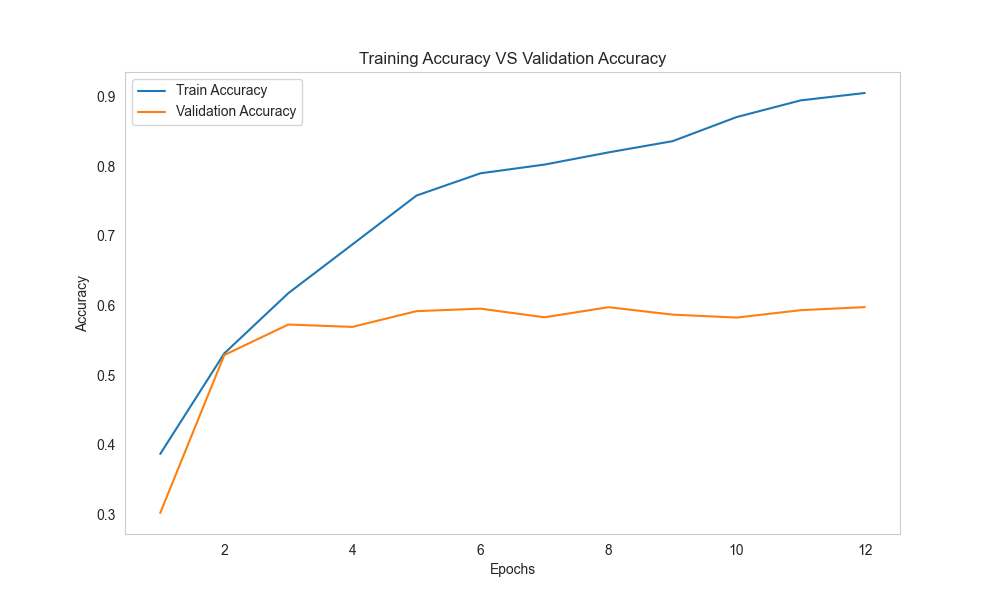 Training Accuracy VS Validation Accuracy
Train Accuracy
Validation Accuracy
0.9
0.8
0.7
0.6
0.5
0.4
0.3
Accuracy
2 4 6 8 10 12
Epochs